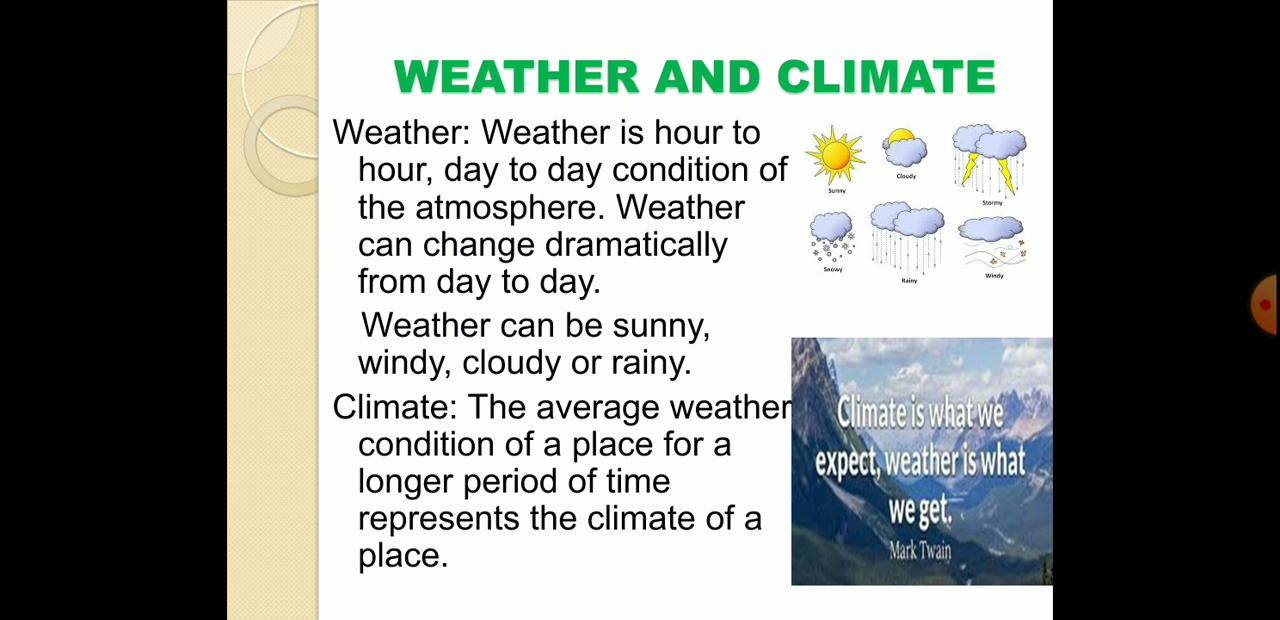 WEATHER AND CLIMATE
Weather: Weather is hour to
hour, day to day condition of
the atmosphere. Weather
can change dramatically
from day to day.
Weather can be sunny,
windy, cloudy or rainy.
Climate: The average weather
condition of a place for a
longer period of time
represents the climate of a
place.
Sunny
Cloudy
Stormy
Snowy
Rainy
Windy
Climate is what we
expect, weather is what
we get.
Mark Twain